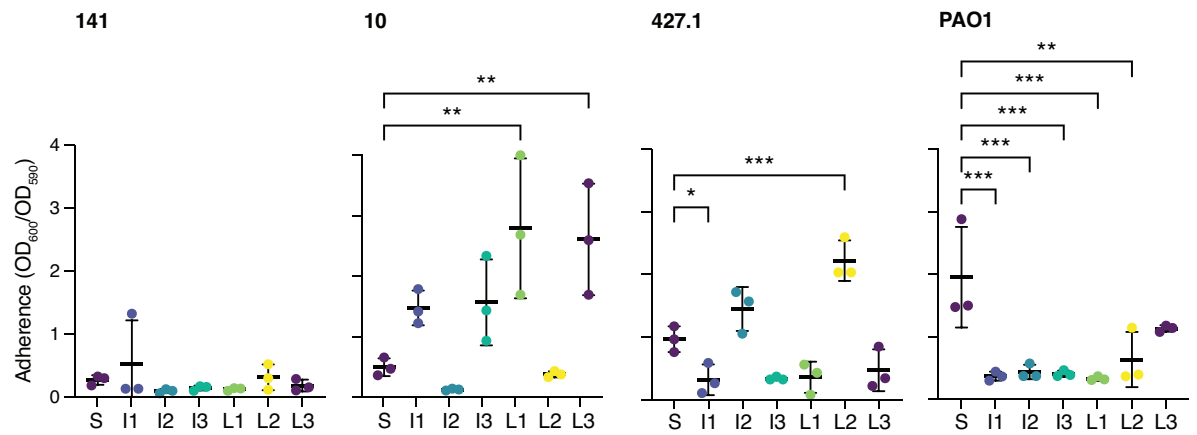 141
10
427.1
PAO1
**
**
***
*
**
***
***
***
***
Adherence (OD600/OD590)
4
3
2
1
0
S I1 I2 I3 L1 L2 L3
S I1 I2 I3 L1 L2 L3
S I1 I2 I3 L1 L2 L3
S I1 I2 I3 L1 L2 L3